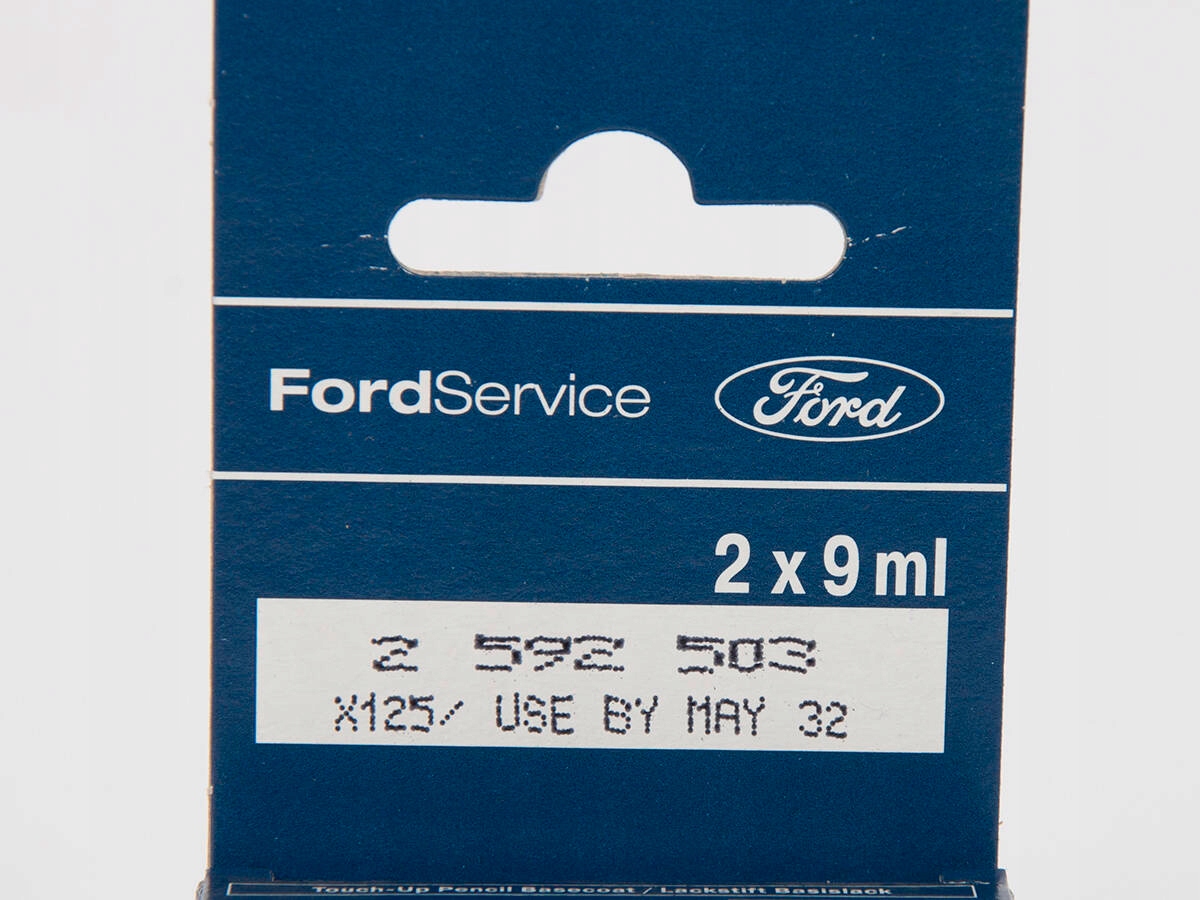 FordService Ford
2 x 9 ml
2 592 503
X125/ USE BY MAY 32
Touch-Up Pencil Basecoat / Lackstift Basislack